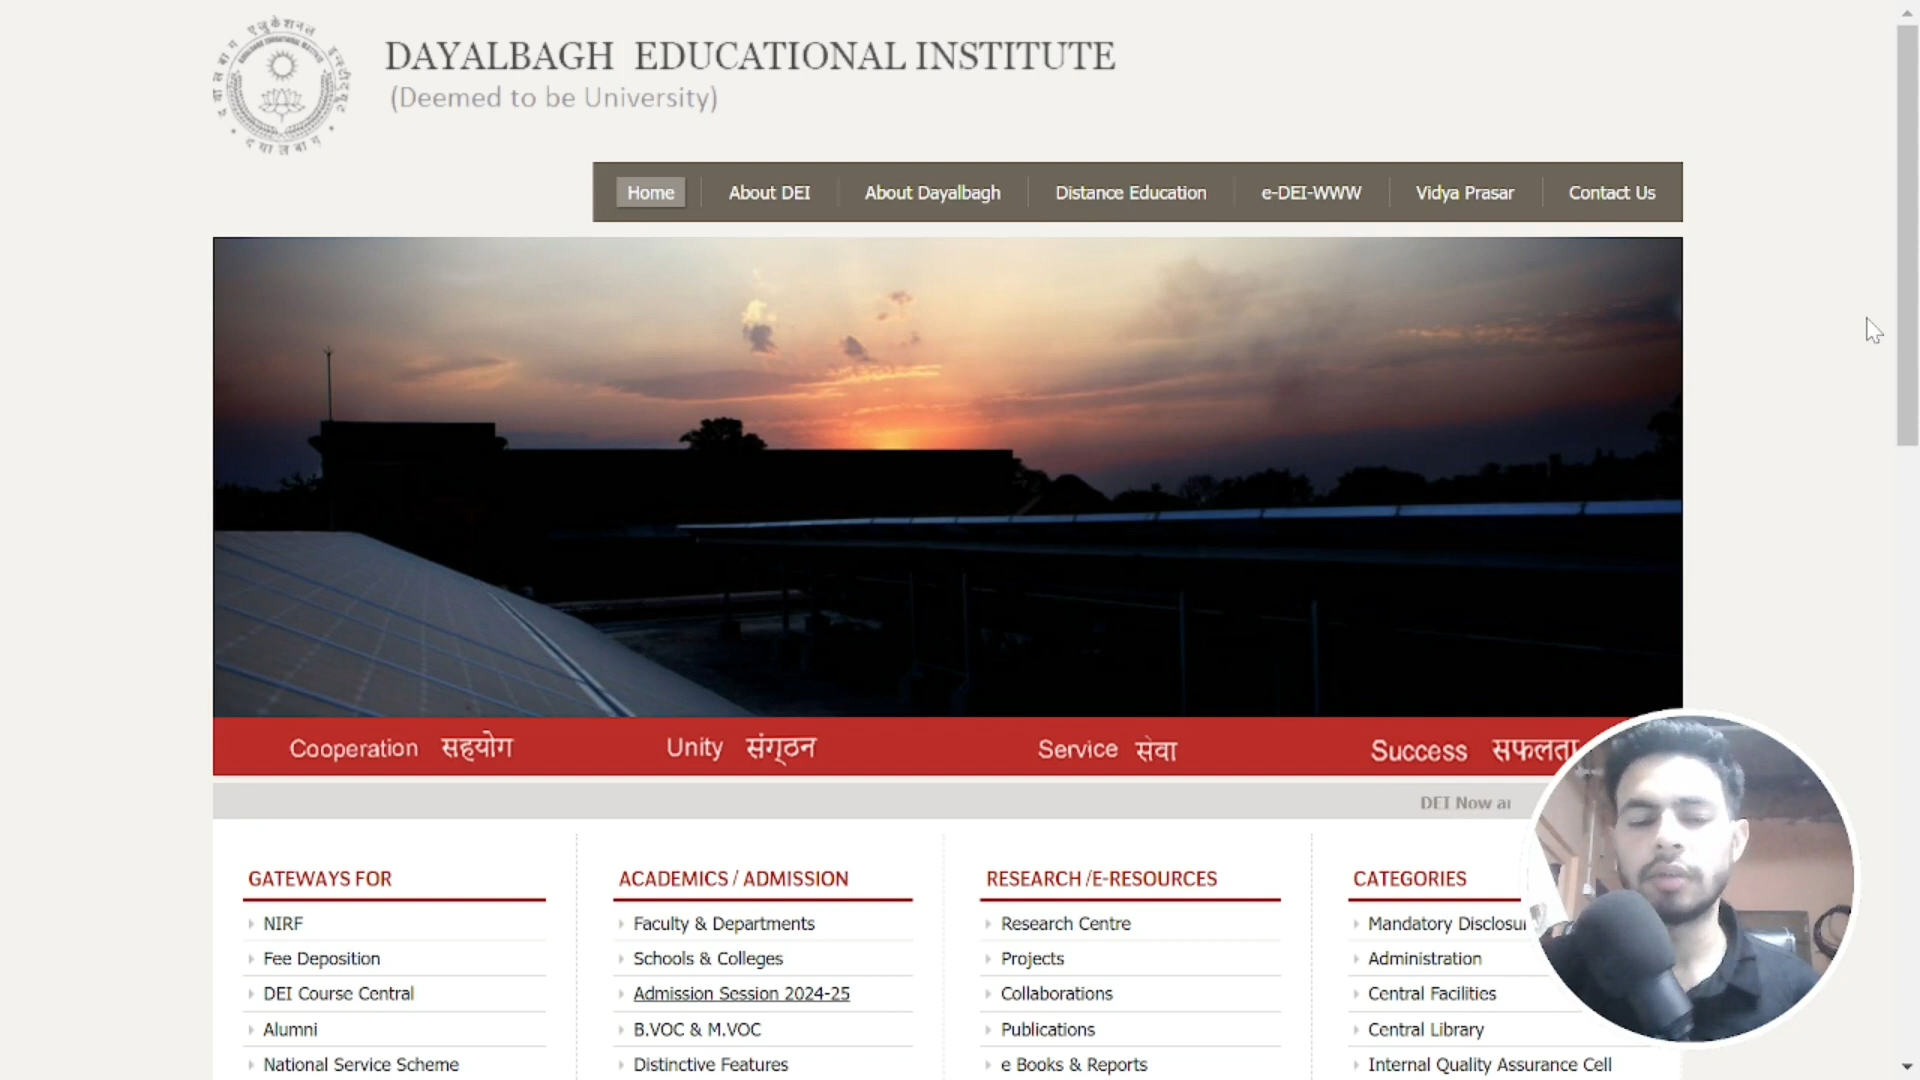 DAYALBAGH EDUCATIONAL INSTITUTE
(Deemed to be University)
Home About DEI About Dayalbagh Distance Education e-DEI-WWW Vidya Prasar Contact Us
Cooperation सहयोग Unity संगठन Service सेवा Success सफलता
DEI Now
GATEWAYS FOR
NIRF
Fee Deposition
DEI Course Central
Alumni
National Service Scheme
ACADEMICS / ADMISSION
Faculty & Departments
Schools & Colleges
Admission Session 2024-25
B.VOC & M.VOC
Distinctive Features
RESEARCH /E-RESOURCES
Research Centre
Projects
Collaborations
Publications
e Books & Reports
CATEGORIES
Mandatory
Administration
Central Facilities
Central Library
Internal Quality Assurance Cell